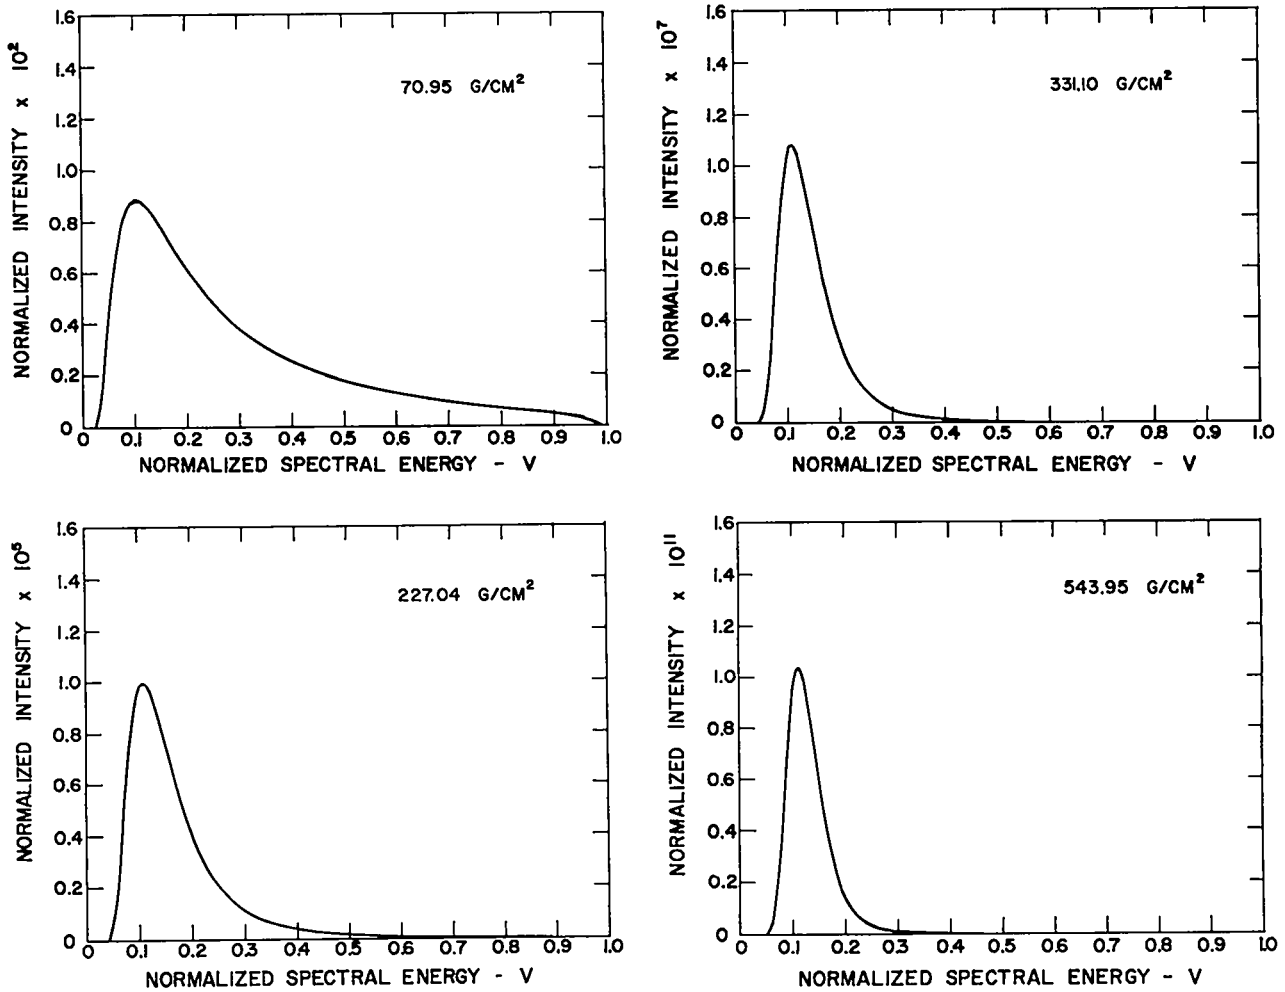 NORMALIZED INTENSITY x 10²
1.6
1.4
1.2
1.0
0.8
0.6
0.4
0.2
0
70.95 G/CM²
0.1 0.2 0.3 0.4 0.5 0.6 0.7 0.8 0.9 1.0
NORMALIZED SPECTRAL ENERGY - V
NORMALIZED INTENSITY x 10⁷
1.6
1.4
1.2
1.0
0.8
0.6
0.4
0.2
0
331.10 G/CM²
0 0.1 0.2 0.3 0.4 0.5 0.6 0.7 0.8 0.9 1.0
NORMALIZED SPECTRAL ENERGY - V
NORMALIZED INTENSITY x 10⁵
1.6
1.4
1.2
1.0
0.8
0.6
0.4
0.2
0
227.04 G/CM²
0 0.1 0.2 0.3 0.4 0.5 0.6 0.7 0.8 0.9 1.0
NORMALIZED SPECTRAL ENERGY - V
NORMALIZED INTENSITY x 10¹¹
1.6
1.4
1.2
1.0
0.8
0.6
0.4
0.2
0
543.95 G/CM²
0 0.1 0.2 0.3 0.4 0.5 0.6 0.7 0.8 0.9 1.0
NORMALIZED SPECTRAL ENERGY - V